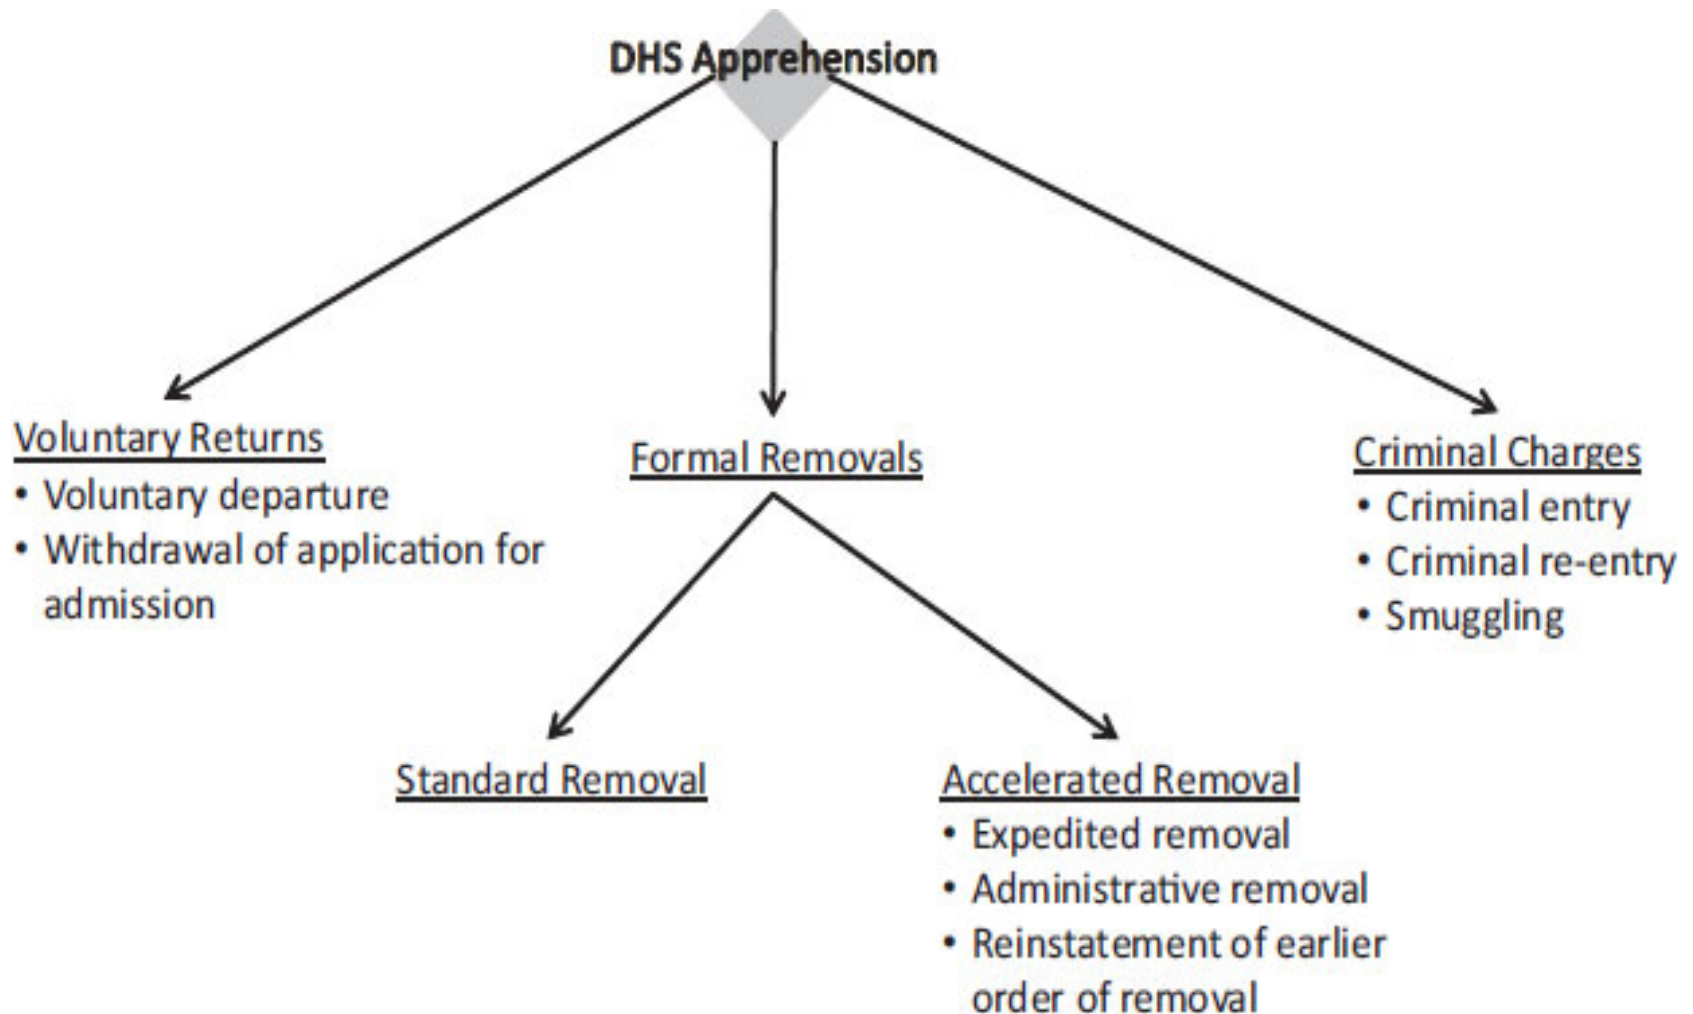 DHS Apprehension
Voluntary Returns
• Voluntary departure
• Withdrawal of application for
admission
Formal Removals
Criminal Charges
• Criminal entry
• Criminal re-entry
• Smuggling
Standard Removal
Accelerated Removal
• Expedited removal
• Administrative removal
• Reinstatement of earlier
order of removal